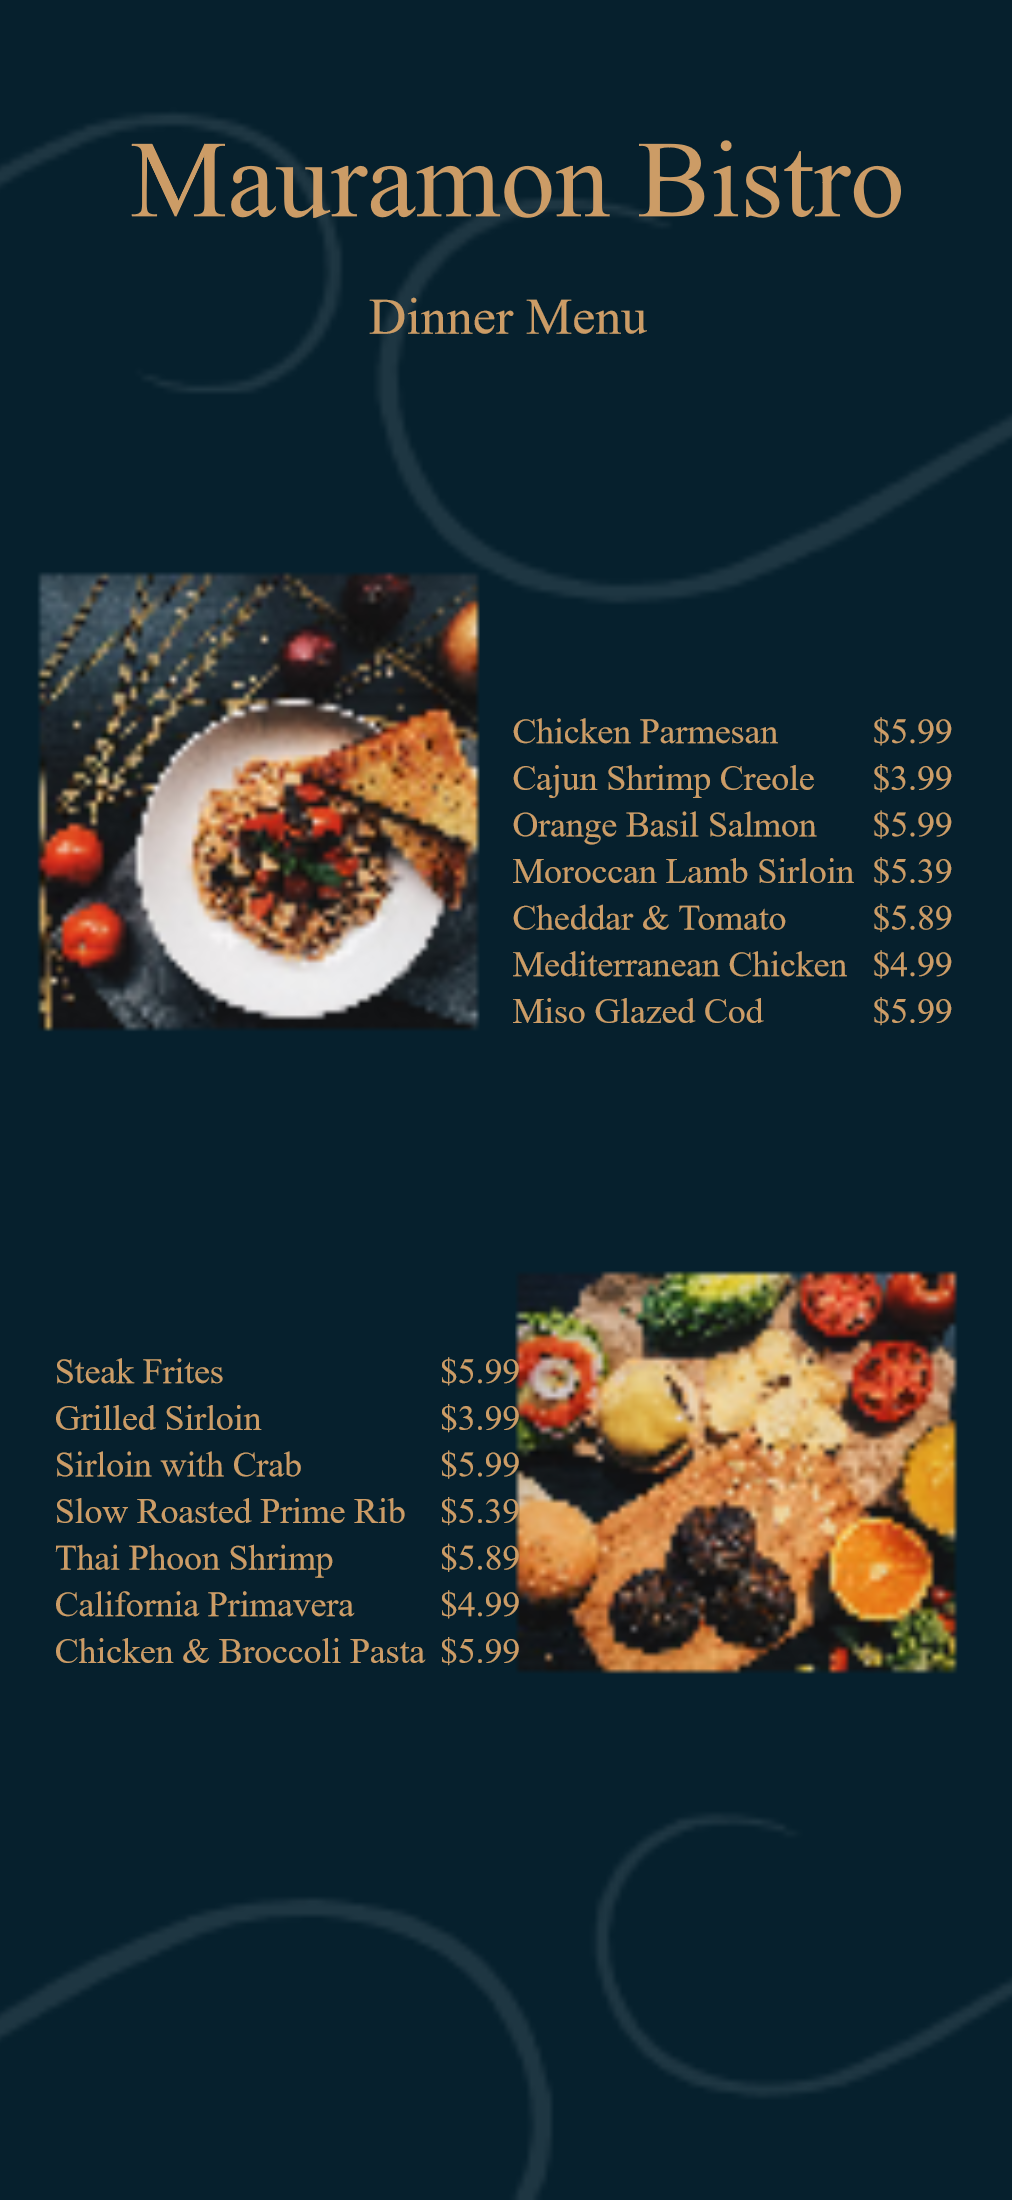 Mauramon Bistro
Dinner Menu
Chicken Parmesan $5.99
Cajun Shrimp Creole $3.99
Orange Basil Salmon $5.99
Moroccan Lamb Sirloin $5.39
Cheddar & Tomato $5.89
Mediterranean Chicken $4.99
Miso Glazed Cod $5.99
Steak Frites $5.99
Grilled Sirloin $3.99
Sirloin with Crab $5.99
Slow Roasted Prime Rib $5.39
Thai Phoon Shrimp $5.89
California Primavera $4.99
Chicken & Broccoli Pasta $5.99